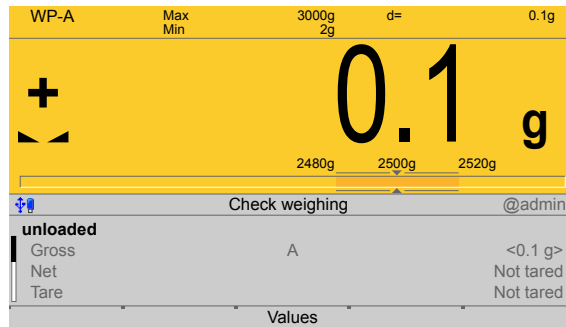 WP-A Max 3000g d= 0.1g
Min 2g
+ 0.1 g
2480g 2500g 2520g
Check weighing @admin
unloaded
Gross A <0.1 g>
Net Not tared
Tare Not tared
Values